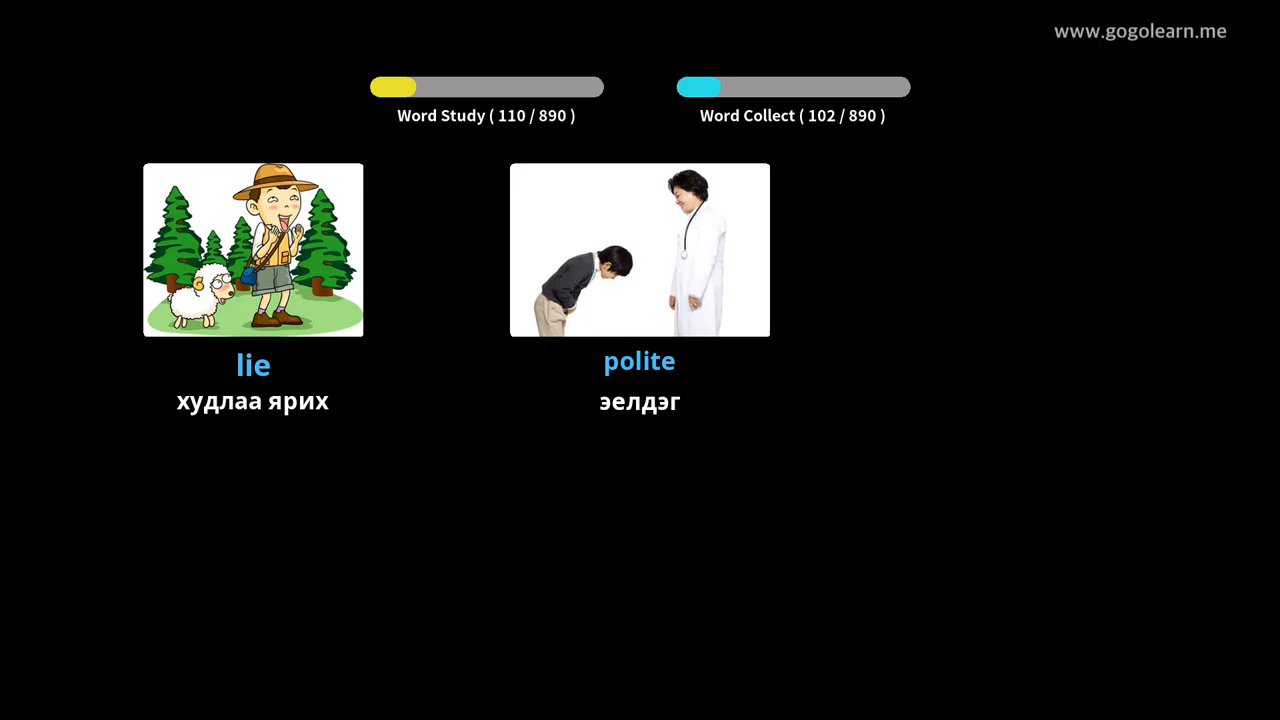 www.gogolearn.me
Word Study ( 110 / 890 )
Word Collect ( 102 / 890 )
lie
худлаа ярих
polite
эелдэг